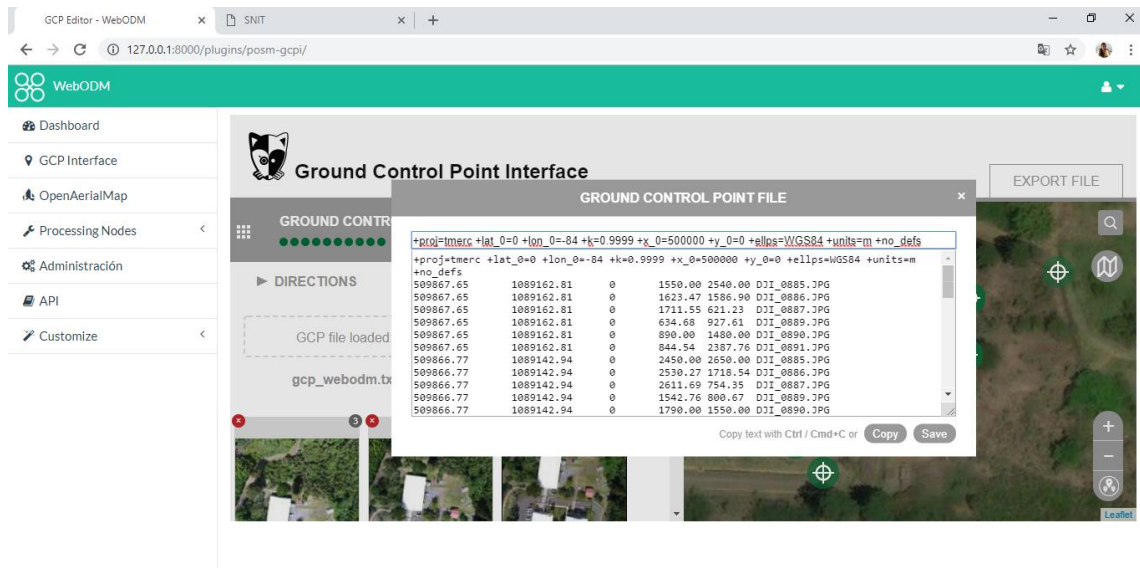 GCP Editor - WebODM
SNIT
127.0.0.1:8000/plugins/posm-gcpi/
WebODM
Dashboard
GCP Interface
OpenAerialMap
Processing Nodes
Administración
API
Customize
Ground Control Point Interface
EXPORT FILE
GROUND CONTR
DIRECTIONS
GCP file loaded
gcp_webodm.tx
3
GROUND CONTROL POINT FILE
×
+proj=tmerc +lat_0=0 +lon_0=-84 +k=0.9999 +x_0=500000 +y_0=0 +ellps=WGS84 +units=m +no_defs
+proj=tmerc +lat_0=0 +lon_0=-84 +k=0.9999 +x_0=500000 +y_0=0 +ellps=WGS84 +units=m
+no_defs
509867.65 1089162.81 0 1550.00 2540.00 DJI_0885.JPG
509867.65 1089162.81 0 1623.47 1586.90 DJI_0886.JPG
509867.65 1089162.81 0 1711.55 621.23 DJI_0887.JPG
509867.65 1089162.81 0 634.68 927.61 DJI_0889.JPG
509867.65 1089162.81 0 890.00 1480.00 DJI_0890.JPG
509867.65 1089162.81 0 844.54 2387.76 DJI_0891.JPG
509866.77 1089142.94 0 2450.00 2650.00 DJI_0885.JPG
509866.77 1089142.94 0 2530.27 1718.54 DJI_0886.JPG
509866.77 1089142.94 0 2611.69 754.35 DJI_0887.JPG
509866.77 1089142.94 0 1542.76 800.67 DJI_0889.JPG
509866.77 1089142.94 0 1790.00 1550.00 DJI_0890.JPG
Copy text with Ctrl / Cmd+C or Copy Save
Leaflet